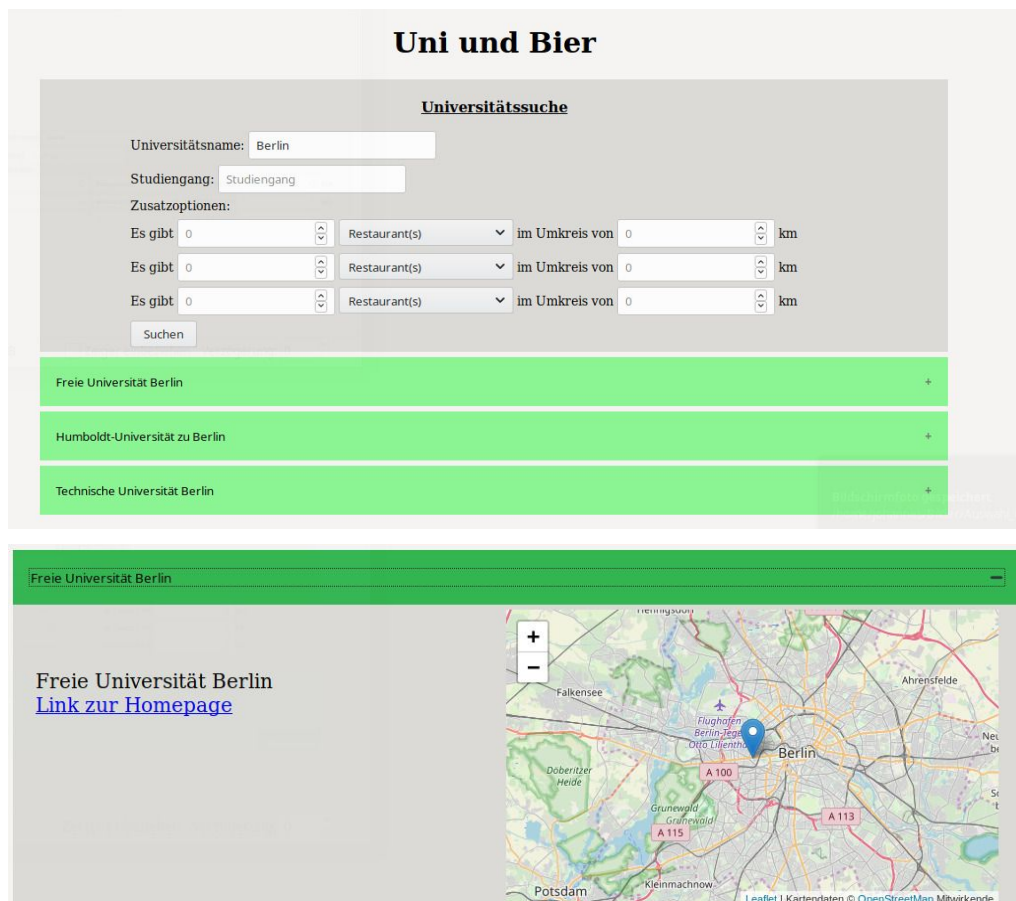 Uni und Bier
Universitätssuche
Universitätsname: Berlin
Studiengang: Studiengang
Zusatzoptionen:
Es gibt 0 Restaurant(s) im Umkreis von 0 km
Es gibt 0 Restaurant(s) im Umkreis von 0 km
Es gibt 0 Restaurant(s) im Umkreis von 0 km
Suchen
Freie Universität Berlin +
Humboldt-Universität zu Berlin +
Technische Universität Berlin +
Freie Universität Berlin −
Freie Universität Berlin
Link zur Homepage
+
−
Hennigsdorf
Ahrensfelde
Falkensee
Flughafen
Berlin-Tegel
Otto Lilienthal
Berlin
A 100
Döberitzer
Heide
Grunewald
Grunewald
A 113
A 115
Kleinmachnow
Potsdam
Leaflet | Kartendaten © OpenStreetMap Mitwirkende